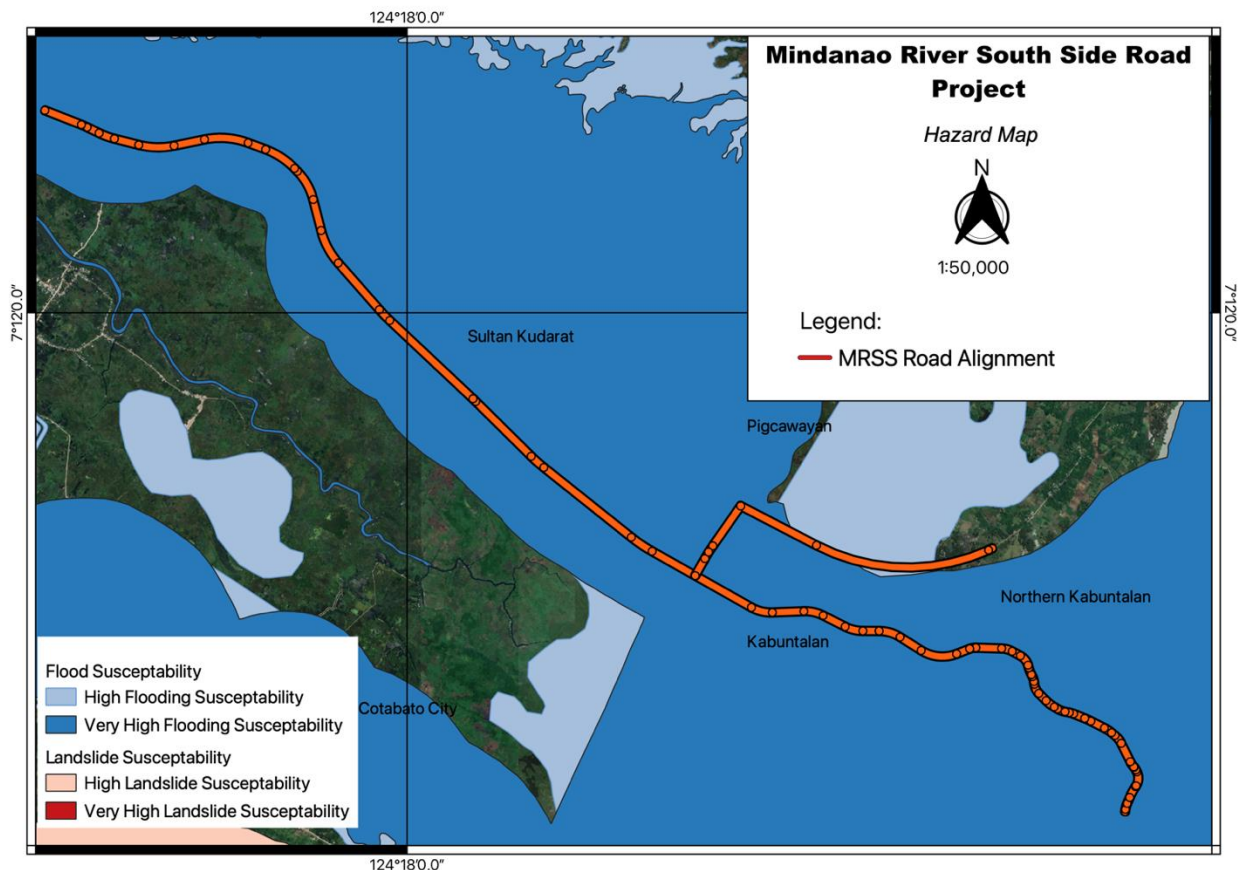 124°18'0.0"
Mindanao River South Side Road
Project
Hazard Map
N
1:50,000
Legend:
MRSS Road Alignment
7°12'0.0"
7°12'0.0"
Sultan Kudarat
Pigcawayan
Northern Kabuntalan
Kabuntalan
Cotabato City
Flood Susceptability
High Flooding Susceptability
Very High Flooding Susceptability
Landslide Susceptability
High Landslide Susceptability
Very High Landslide Susceptability
124°18'0.0"